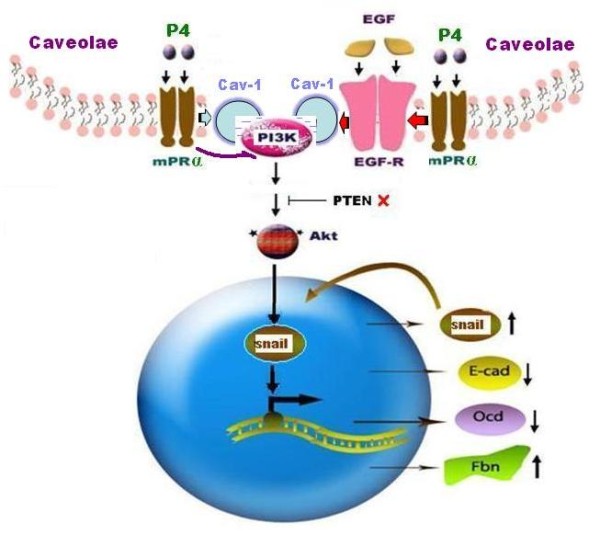 EGF
P4
P4
Caveolae
Caveolae
Cav-1
Cav-1
PI3K
mPRα
EGF-R
mPRα
PTEN X
Akt
snail
snail
E-cad
Ocd
Fbn